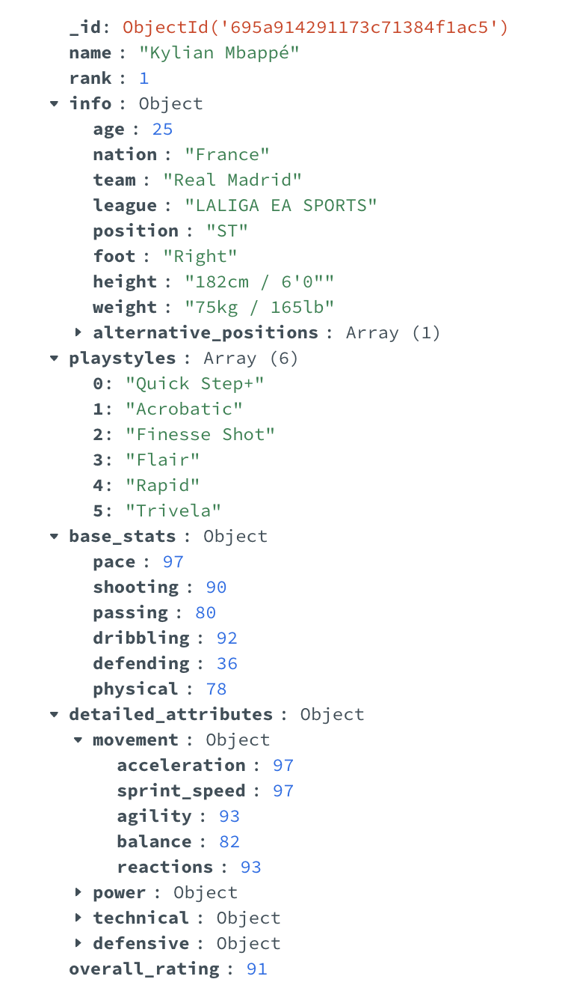 _id: ObjectId('695a914291173c71384f1ac5')
name : "Kylian Mbappé"
rank : 1
info : Object
age : 25
nation : "France"
team : "Real Madrid"
league : "LALIGA EA SPORTS"
position : "ST"
foot : "Right"
height : "182cm / 6'0""
weight : "75kg / 165lb"
alternative_positions : Array (1)
playstyles : Array (6)
0: "Quick Step+"
1: "Acrobatic"
2: "Finesse Shot"
3: "Flair"
4: "Rapid"
5: "Trivela"
base_stats : Object
pace : 97
shooting : 90
passing : 80
dribbling : 92
defending : 36
physical : 78
detailed_attributes : Object
movement : Object
acceleration : 97
sprint_speed : 97
agility : 93
balance : 82
reactions : 93
power : Object
technical : Object
defensive : Object
overall_rating : 91